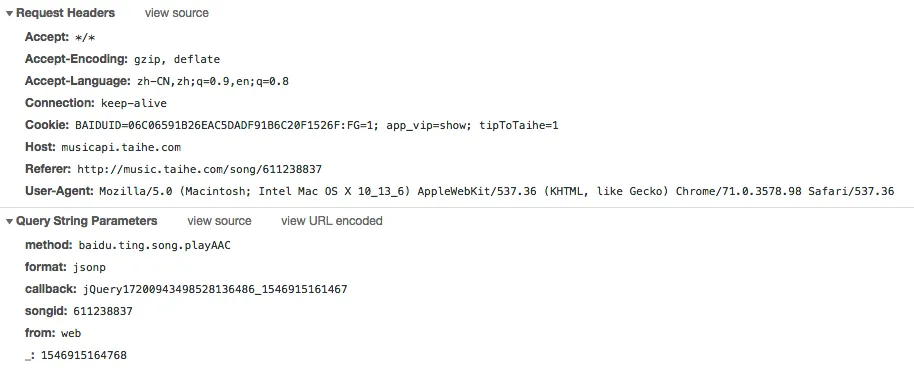 Request Headers view source
Accept: */*
Accept-Encoding: gzip, deflate
Accept-Language: zh-CN,zh;q=0.9,en;q=0.8
Connection: keep-alive
Cookie: BAIDUID=06C06591B26EAC5DADF91B6C20F1526F:FG=1; app_vip=show; tipToTaihe=1
Host: musicapi.taihe.com
Referer: http://music.taihe.com/song/611238837
User-Agent: Mozilla/5.0 (Macintosh; Intel Mac OS X 10_13_6) AppleWebKit/537.36 (KHTML, like Gecko) Chrome/71.0.3578.98 Safari/537.36
Query String Parameters view source view URL encoded
method: baidu.ting.song.playAAC
format: jsonp
callback: jQuery17200943498528136486_1546915161467
songid: 611238837
from: web
_: 1546915164768